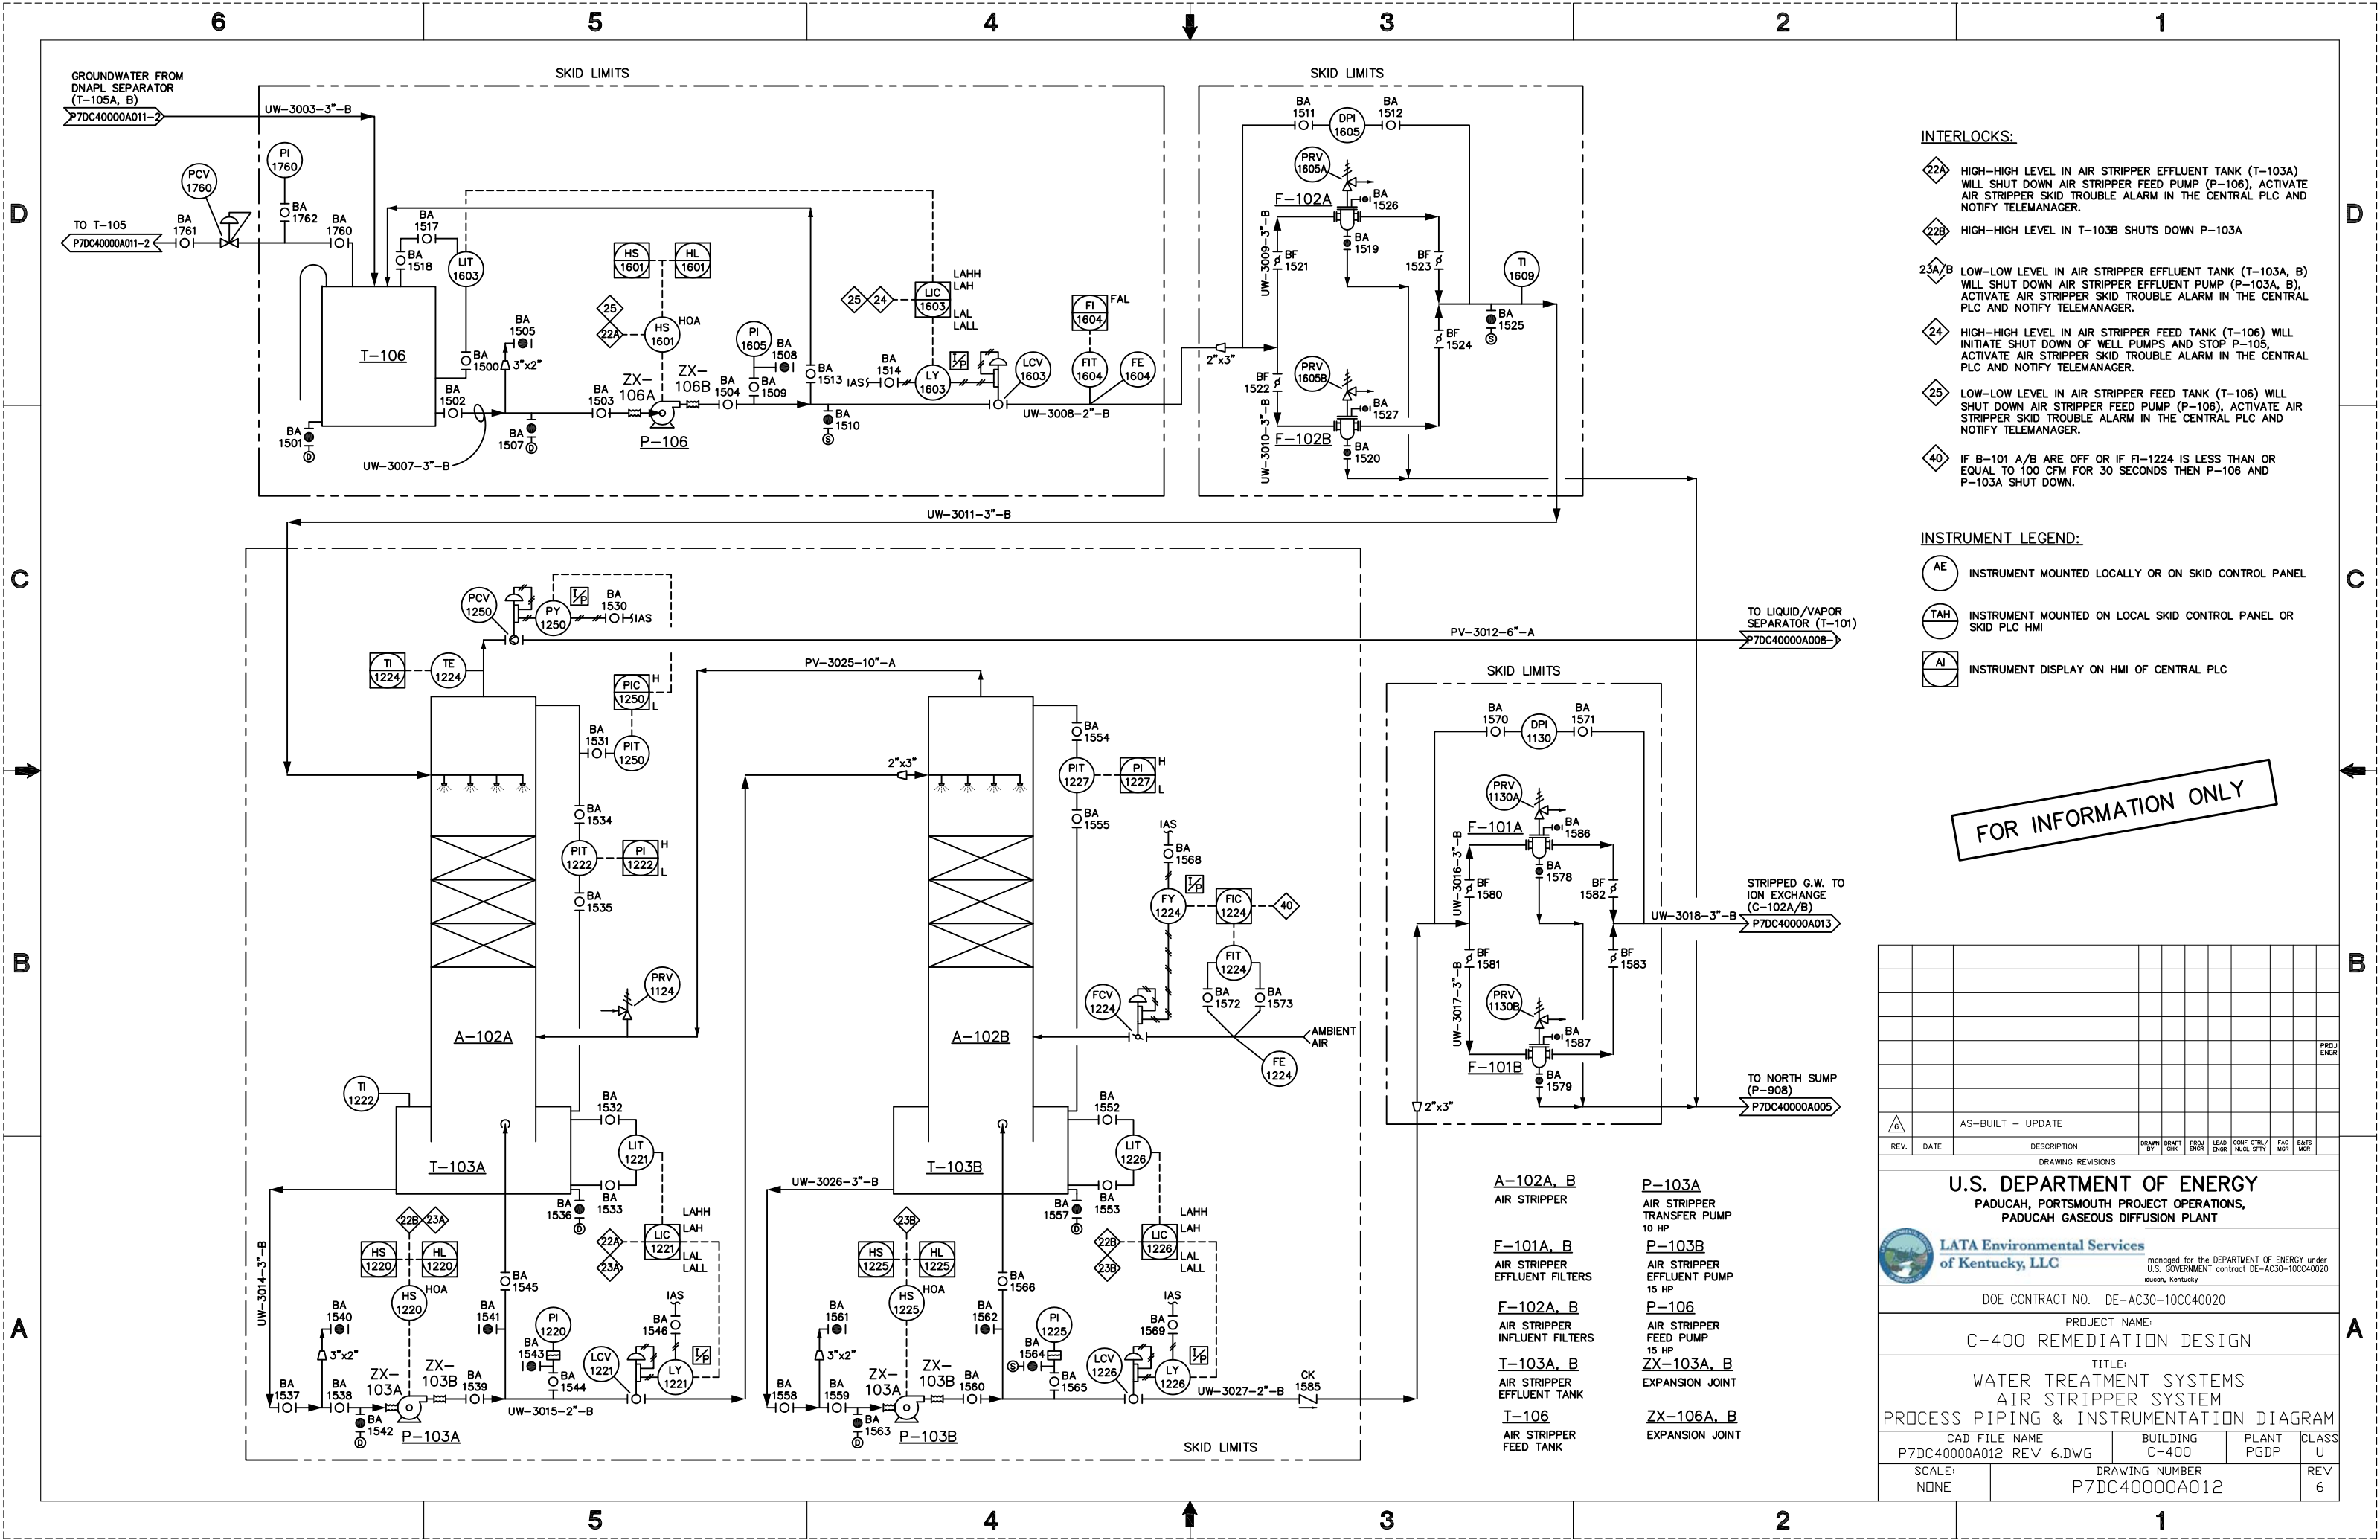 6
5
4
3
2
1
D
C
B
A
D
C
B
A
5
4
3
2
1
GROUNDWATER FROM
DNAPL SEPARATOR
(T-105A, B)
P7DC40000A011-2
UW-3003-3"-B
SKID LIMITS
PI
1760
PCV
1760
BA
1762
TO T-105
P7DC40000A011-2
BA
1761
BA
1760
BA
1517
BA
1518
LIT
1603
T-106
BA
1500
BA
1505
3"x2"
BA
1502
BA
1501
D
BA
1507
D
UW-3007-3"-B
HS
1601
HL
1601
25
22A
HS
1601
HOA
BA
1503
ZX-
106A
ZX-
106B
P-106
BA
1504
PI
1605
BA
1508
BA
1509
BA
1513
BA
1510
S
25
24
LIC
1603
LAHH
LAH
LAL
LALL
BA
1514
IAS
LY
1603
I/P
LCV
1603
FI
1604
FAL
FIT
1604
FE
1604
UW-3008-2"-B
SKID LIMITS
BA
1511
DPI
1605
BA
1512
PRV
1605A
F-102A
BA
1526
BA
1519
UW-3009-3"-B
BF
1521
BF
1523
TI
1609
BA
1525
S
2"x3"
BF
1522
BF
1524
PRV
1605B
BA
1527
F-102B
BA
1520
UW-3010-3"-B
UW-3011-3"-B
PCV
1250
PY
1250
I/P
BA
1530
IAS
TI
1224
TE
1224
PV-3012-6"-A
TO LIQUID/VAPOR
SEPARATOR (T-101)
P7DC40000A008-1
PV-3025-10"-A
PIC
1250
H
L
BA
1531
PIT
1250
BA
1534
PIT
1222
PI
1222
H
L
BA
1535
PRV
1124
A-102A
TI
1222
T-103A
BA
1532
LIT
1221
BA
1533
BA
1536
D
UW-3014-3"-B
22B
23A
HS
1220
HL
1220
HS
1220
HOA
22A
23A
LIC
1221
LAHH
LAH
LAL
LALL
BA
1545
BA
1540
3"x2"
BA
1541
BA
1537
BA
1538
BA
1542
D
ZX-
103A
ZX-
103B
P-103A
BA
1539
PI
1220
BA
1543
BA
1544
UW-3015-2"-B
IAS
BA
1546
LCV
1221
LY
1221
I/P
2"x3"
BA
1554
PIT
1227
PI
1227
H
L
BA
1555
IAS
BA
1568
I/P
FY
1224
FIC
1224
40
FIT
1224
BA
1572
BA
1573
FCV
1224
AMBIENT
AIR
FE
1224
A-102B
T-103B
BA
1552
LIT
1226
BA
1553
BA
1557
D
UW-3026-3"-B
23B
HS
1225
HL
1225
HS
1225
HOA
22B
23B
LIC
1226
LAHH
LAH
LAL
LALL
BA
1566
BA
1561
3"x2"
BA
1562
BA
1558
BA
1559
BA
1563
D
ZX-
103A
ZX-
103B
P-103B
BA
1560
PI
1225
BA
1564
S
BA
1565
IAS
BA
1569
LCV
1226
LY
1226
I/P
UW-3027-2"-B
CK
1585
SKID LIMITS
SKID LIMITS
BA
1570
DPI
1130
BA
1571
PRV
1130A
F-101A
BA
1586
BA
1578
UW-3016-3"-B
BF
1580
BF
1582
UW-3018-3"-B
STRIPPED G.W. TO
ION EXCHANGE
(C-102A/B)
P7DC40000A013
BF
1581
BF
1583
UW-3017-3"-B
PRV
1130B
BA
1587
F-101B
BA
1579
2"x3"
TO NORTH SUMP
(P-908)
P7DC40000A005
A-102A, B
AIR STRIPPER
F-101A, B
AIR STRIPPER
EFFLUENT FILTERS
F-102A, B
AIR STRIPPER
INFLUENT FILTERS
T-103A, B
AIR STRIPPER
EFFLUENT TANK
T-106
AIR STRIPPER
FEED TANK
P-103A
AIR STRIPPER
TRANSFER PUMP
10 HP
P-103B
AIR STRIPPER
EFFLUENT PUMP
15 HP
P-106
AIR STRIPPER
FEED PUMP
15 HP
ZX-103A, B
EXPANSION JOINT
ZX-106A, B
EXPANSION JOINT
INTERLOCKS:
22A HIGH-HIGH LEVEL IN AIR STRIPPER EFFLUENT TANK (T-103A)
WILL SHUT DOWN AIR STRIPPER FEED PUMP (P-106), ACTIVATE
AIR STRIPPER SKID TROUBLE ALARM IN THE CENTRAL PLC AND
NOTIFY TELEMANAGER.
22B HIGH-HIGH LEVEL IN T-103B SHUTS DOWN P-103A
23A/B LOW-LOW LEVEL IN AIR STRIPPER EFFLUENT TANK (T-103A, B)
WILL SHUT DOWN AIR STRIPPER EFFLUENT PUMP (P-103A, B),
ACTIVATE AIR STRIPPER SKID TROUBLE ALARM IN THE CENTRAL
PLC AND NOTIFY TELEMANAGER.
24 HIGH-HIGH LEVEL IN AIR STRIPPER FEED TANK (T-106) WILL
INITIATE SHUT DOWN OF WELL PUMPS AND STOP P-105,
ACTIVATE AIR STRIPPER SKID TROUBLE ALARM IN THE CENTRAL
PLC AND NOTIFY TELEMANAGER.
25 LOW-LOW LEVEL IN AIR STRIPPER FEED TANK (T-106) WILL
SHUT DOWN AIR STRIPPER FEED PUMP (P-106), ACTIVATE AIR
STRIPPER SKID TROUBLE ALARM IN THE CENTRAL PLC AND
NOTIFY TELEMANAGER.
40 IF B-101 A/B ARE OFF OR IF FI-1224 IS LESS THAN OR
EQUAL TO 100 CFM FOR 30 SECONDS THEN P-106 AND
P-103A SHUT DOWN.
INSTRUMENT LEGEND:
AE INSTRUMENT MOUNTED LOCALLY OR ON SKID CONTROL PANEL
TAH INSTRUMENT MOUNTED ON LOCAL SKID CONTROL PANEL OR
SKID PLC HMI
AI INSTRUMENT DISPLAY ON HMI OF CENTRAL PLC
FOR INFORMATION ONLY
PROJ
ENGR
6 AS-BUILT - UPDATE
REV. DATE DESCRIPTION DRAWN BY DRAFT CHK PROJ ENGR LEAD ENGR CONF CTRL/ NUCL SFTY FAC MGR E&TS MGR
DRAWING REVISIONS
U.S. DEPARTMENT OF ENERGY
PADUCAH, PORTSMOUTH PROJECT OPERATIONS,
PADUCAH GASEOUS DIFFUSION PLANT
LATA Environmental Services
of Kentucky, LLC
managed for the DEPARTMENT OF ENERGY under
U.S. GOVERNMENT contract DE-AC30-10CC40020
aducah, Kentucky
DOE CONTRACT NO. DE-AC30-10CC40020
PROJECT NAME:
C-400 REMEDIATION DESIGN
TITLE:
WATER TREATMENT SYSTEMS
AIR STRIPPER SYSTEM
PROCESS PIPING & INSTRUMENTATION DIAGRAM
CAD FILE NAME BUILDING PLANT CLASS
P7DC40000A012 REV 6.DWG C-400 PGDP U
SCALE: DRAWING NUMBER REV
NONE P7DC40000A012 6